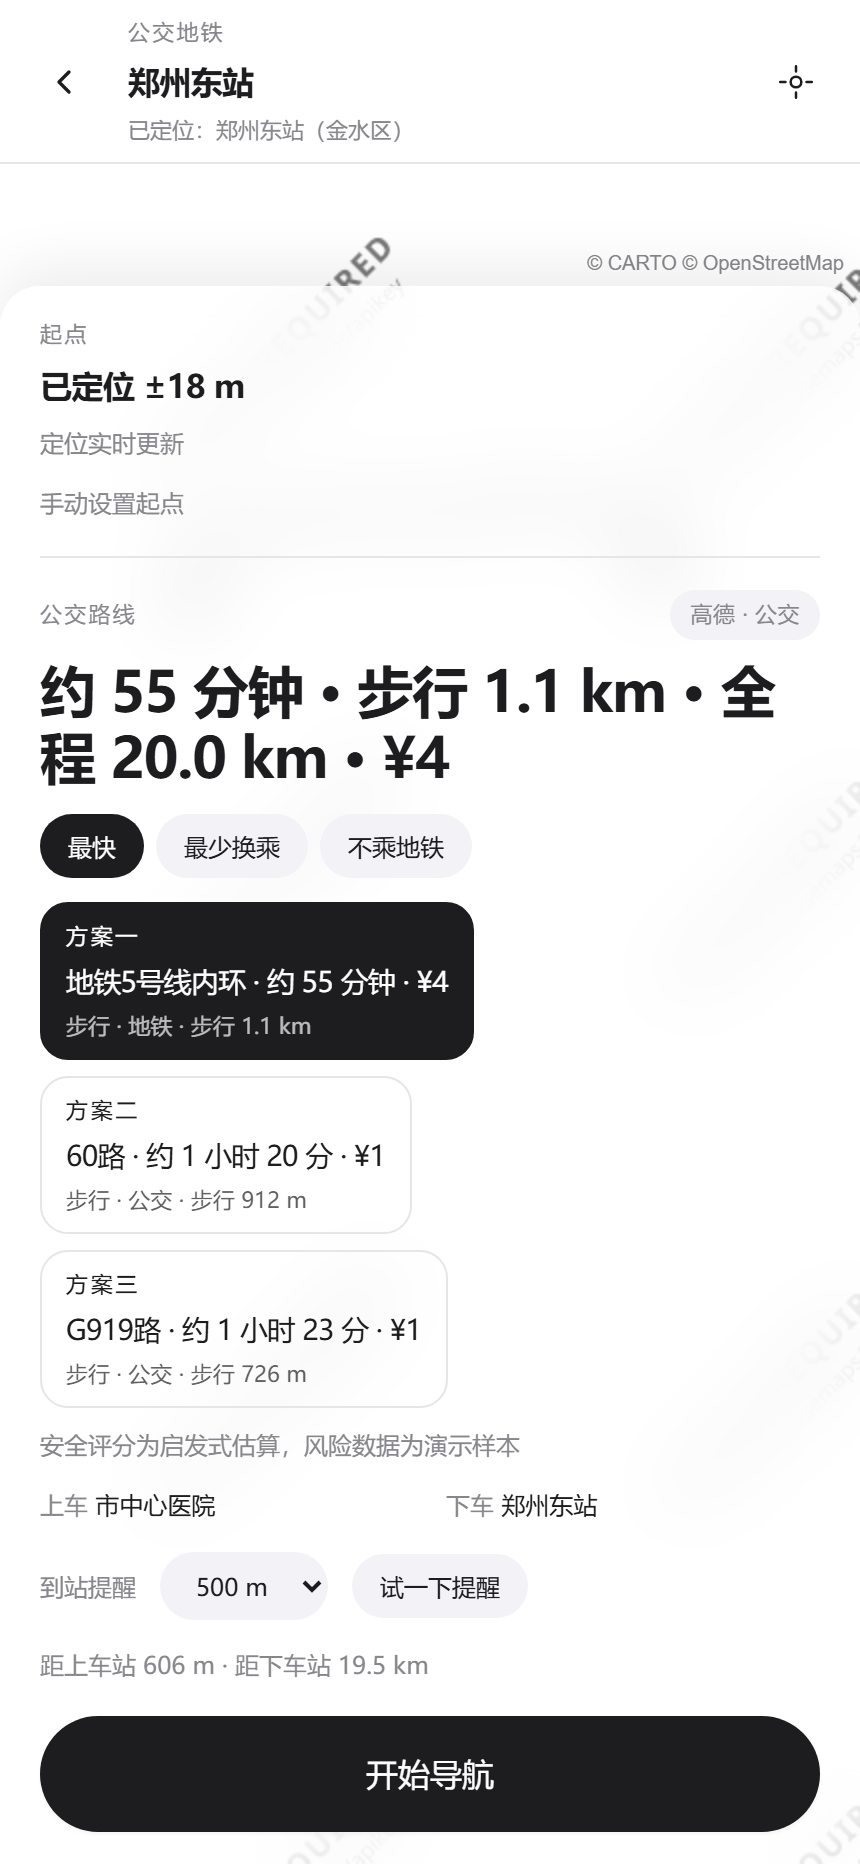 公交地铁
郑州东站
已定位：郑州东站（金水区）
© CARTO © OpenStreetMap
起点
已定位 ±18 m
定位实时更新
手动设置起点
公交路线
高德 · 公交
约 55 分钟 • 步行 1.1 km • 全
程 20.0 km • ¥4
最快
最少换乘
不乘地铁
方案一
地铁5号线内环 · 约 55 分钟 · ¥4
步行 · 地铁 · 步行 1.1 km
方案二
60路 · 约 1 小时 20 分 · ¥1
步行 · 公交 · 步行 912 m
方案三
G919路 · 约 1 小时 23 分 · ¥1
步行 · 公交 · 步行 726 m
安全评分为启发式估算，风险数据为演示样本
上车 市中心医院
下车 郑州东站
到站提醒
500 m
试一下提醒
距上车站 606 m · 距下车站 19.5 km
开始导航